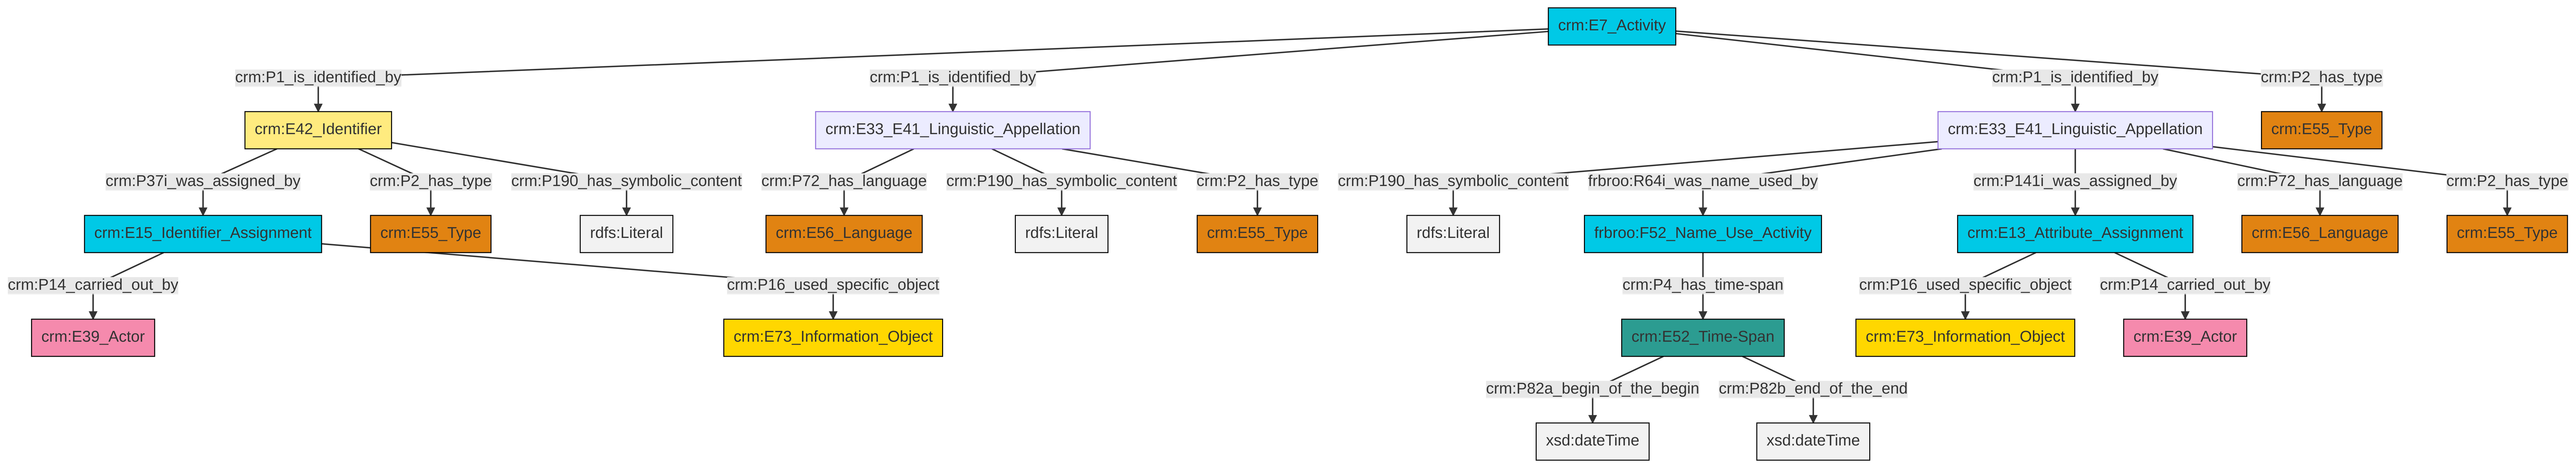 crm:E7_Activity
crm:P1_is_identified_by
crm:P1_is_identified_by
crm:P1_is_identified_by
crm:P2_has_type
crm:E42_Identifier
crm:E33_E41_Linguistic_Appellation
crm:E33_E41_Linguistic_Appellation
crm:E55_Type
crm:P37i_was_assigned_by
crm:P2_has_type
crm:P190_has_symbolic_content
crm:P72_has_language
crm:P190_has_symbolic_content
crm:P2_has_type
crm:P190_has_symbolic_content
frbroo:R64i_was_name_used_by
crm:P141i_was_assigned_by
crm:P72_has_language
crm:P2_has_type
crm:E15_Identifier_Assignment
crm:E55_Type
rdfs:Literal
crm:E56_Language
rdfs:Literal
crm:E55_Type
rdfs:Literal
frbroo:F52_Name_Use_Activity
crm:E13_Attribute_Assignment
crm:E56_Language
crm:E55_Type
crm:P14_carried_out_by
crm:P16_used_specific_object
crm:P4_has_time-span
crm:P16_used_specific_object
crm:P14_carried_out_by
crm:E39_Actor
crm:E73_Information_Object
crm:E52_Time-Span
crm:E73_Information_Object
crm:E39_Actor
crm:P82a_begin_of_the_begin
crm:P82b_end_of_the_end
xsd:dateTime
xsd:dateTime